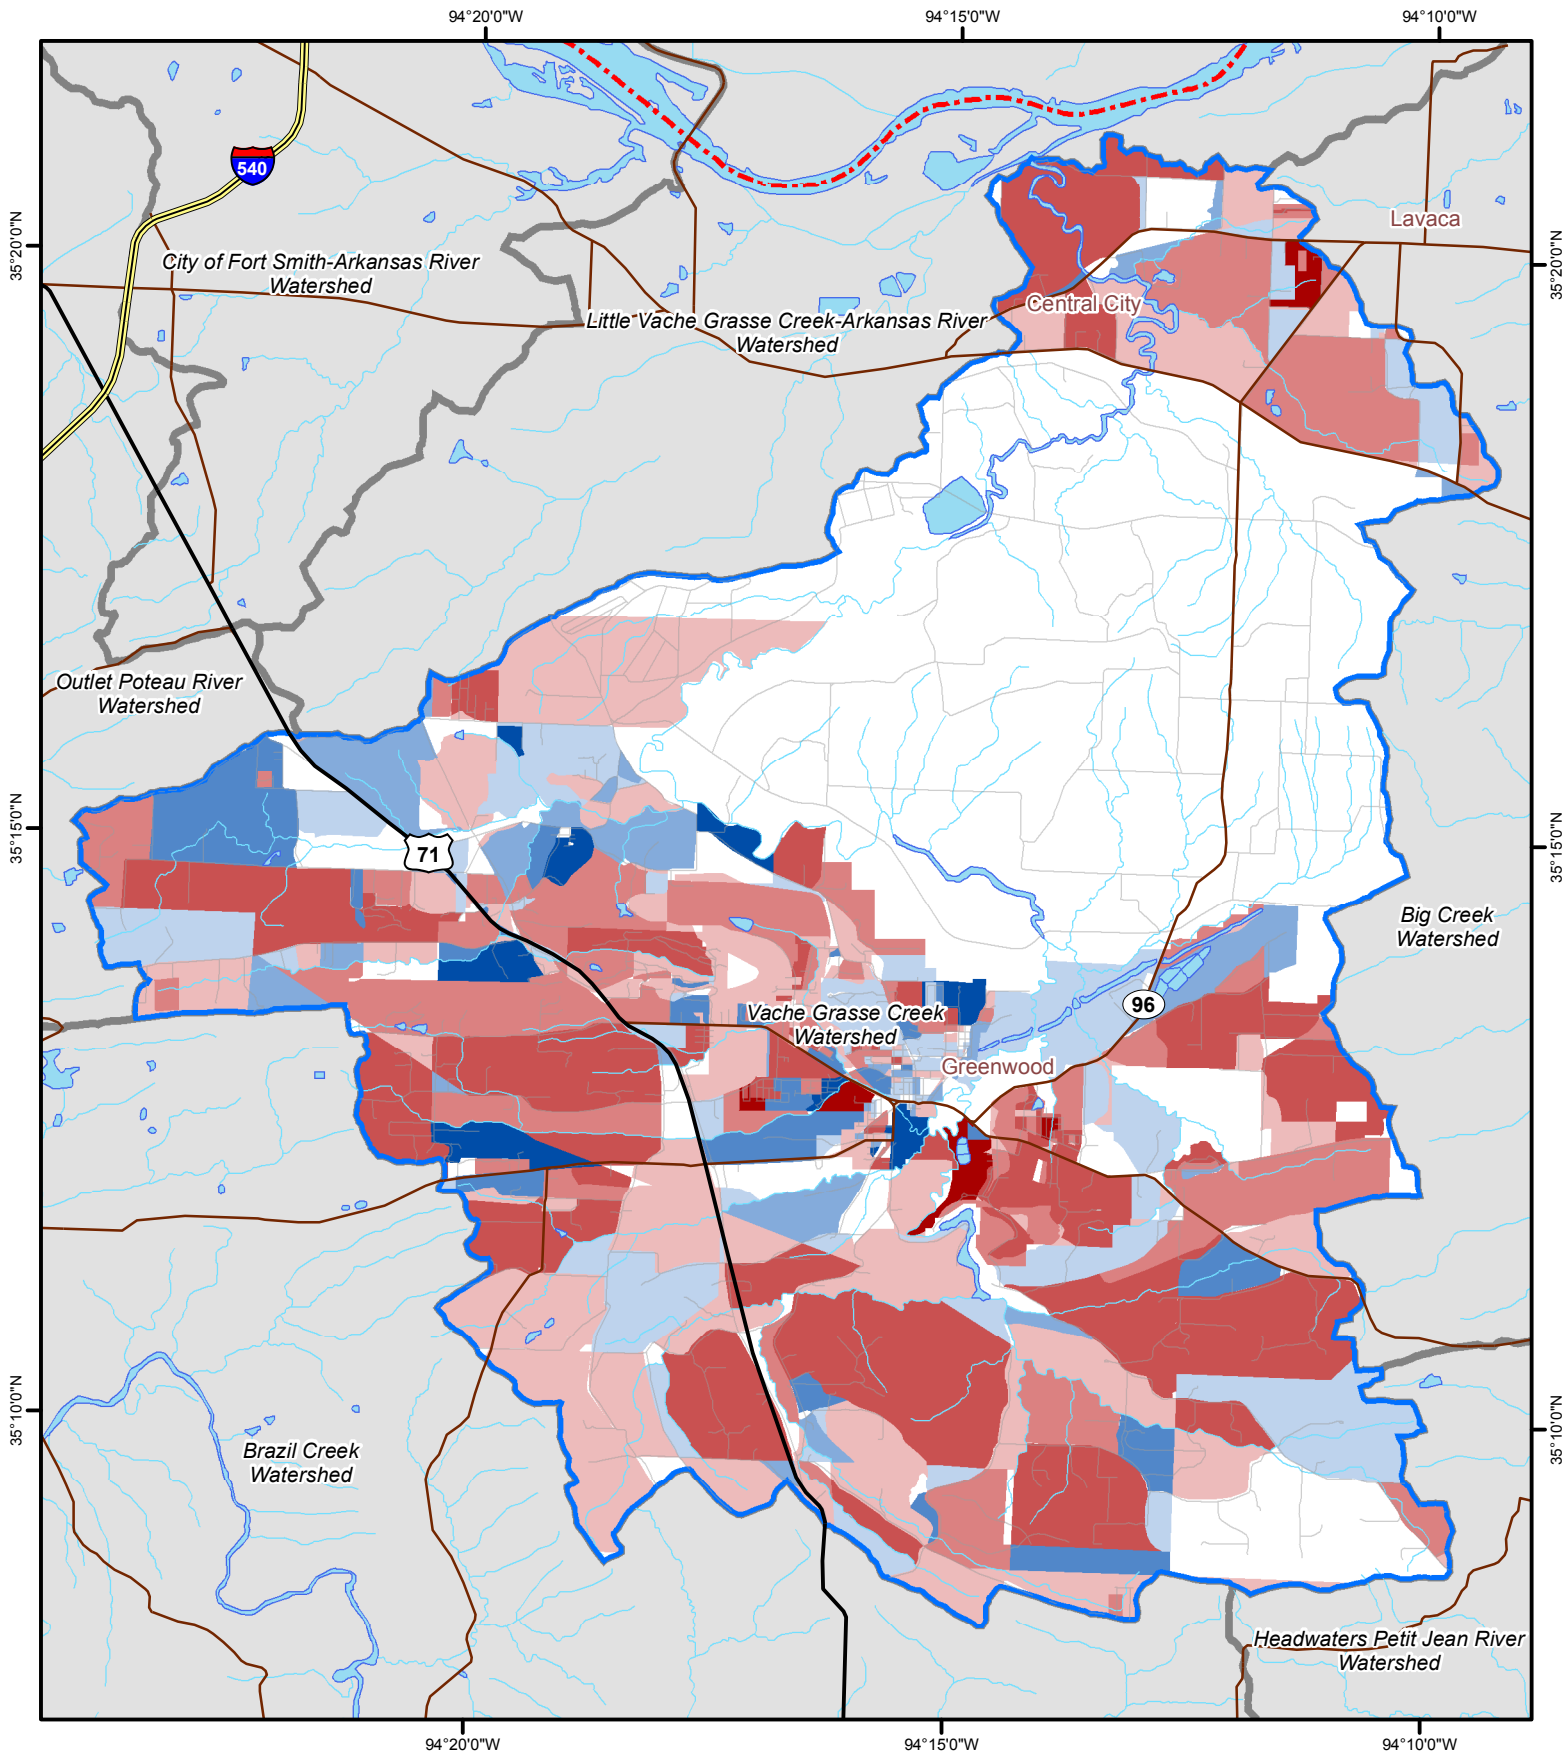 94°20'0"W
94°15'0"W
94°10'0"W
540
Lavaca
35°20'0"N
35°20'0"N
City of Fort Smith-Arkansas River
Watershed
Central City
Little Vache Grasse Creek-Arkansas River
Watershed
Outlet Poteau River
Watershed
35°15'0"N
35°15'0"N
71
Big Creek
Watershed
96
Vache Grasse Creek
Watershed
Greenwood
35°10'0"N
35°10'0"N
Brazil Creek
Watershed
Headwaters Petit Jean River
Watershed
94°20'0"W
94°15'0"W
94°10'0"W